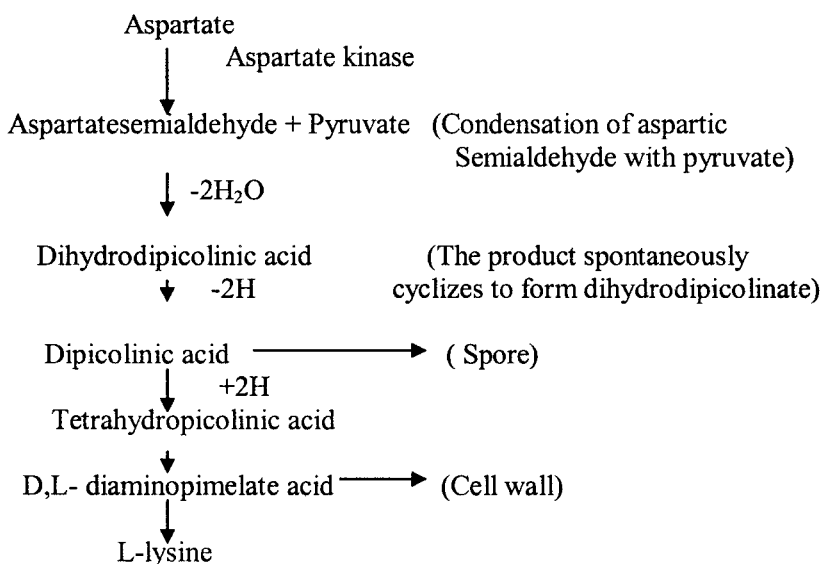 Aspartate
Aspartate kinase
Aspartatesemialdehyde + Pyruvate (Condensation of aspartic
Semialdehyde with pyruvate)
-2H₂O
Dihydrodipicolinic acid (The product spontaneously
-2H cyclizes to form dihydrodipicolinate)
Dipicolinic acid ( Spore)
+2H
Tetrahydropicolinic acid
D,L- diaminopimelate acid (Cell wall)
L-lysine